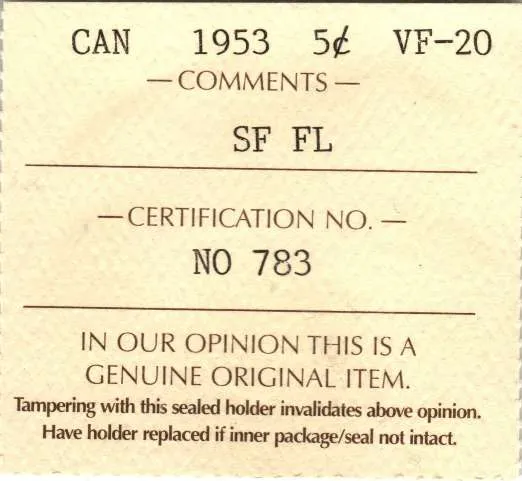 CAN 1953 5¢ VF-20
— COMMENTS —
SF FL
— CERTIFICATION NO. —
NO 783
IN OUR OPINION THIS IS A
GENUINE ORIGINAL ITEM.
Tampering with this sealed holder invalidates above opinion.
Have holder replaced if inner package/seal not intact.